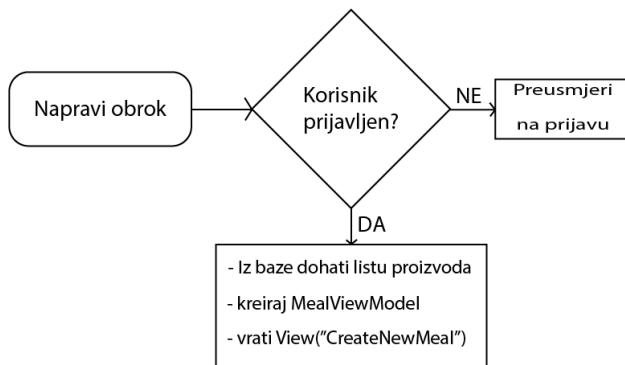 Napravi obrok
Korisnik
prijavljen?
NE
Preusmjeri
na prijavu
DA
- Iz baze dohati listu proizvoda
- kreiraj MealViewModel
- vrati View("CreateNewMeal")